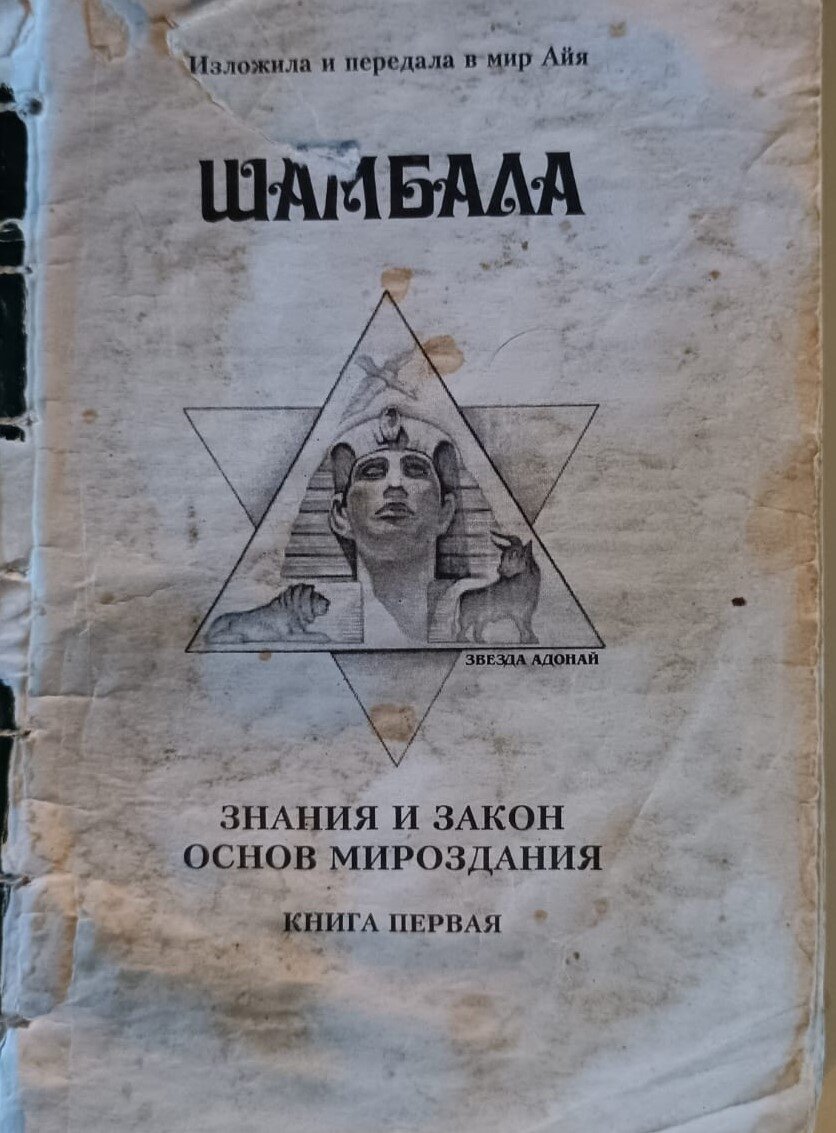 Изложила и передала в мир Айя
ШАМБАЛА
ЗВЕЗДА АДОНАЙ
ЗНАНИЯ И ЗАКОН
ОСНОВ МИРОЗДАНИЯ
КНИГА ПЕРВАЯ